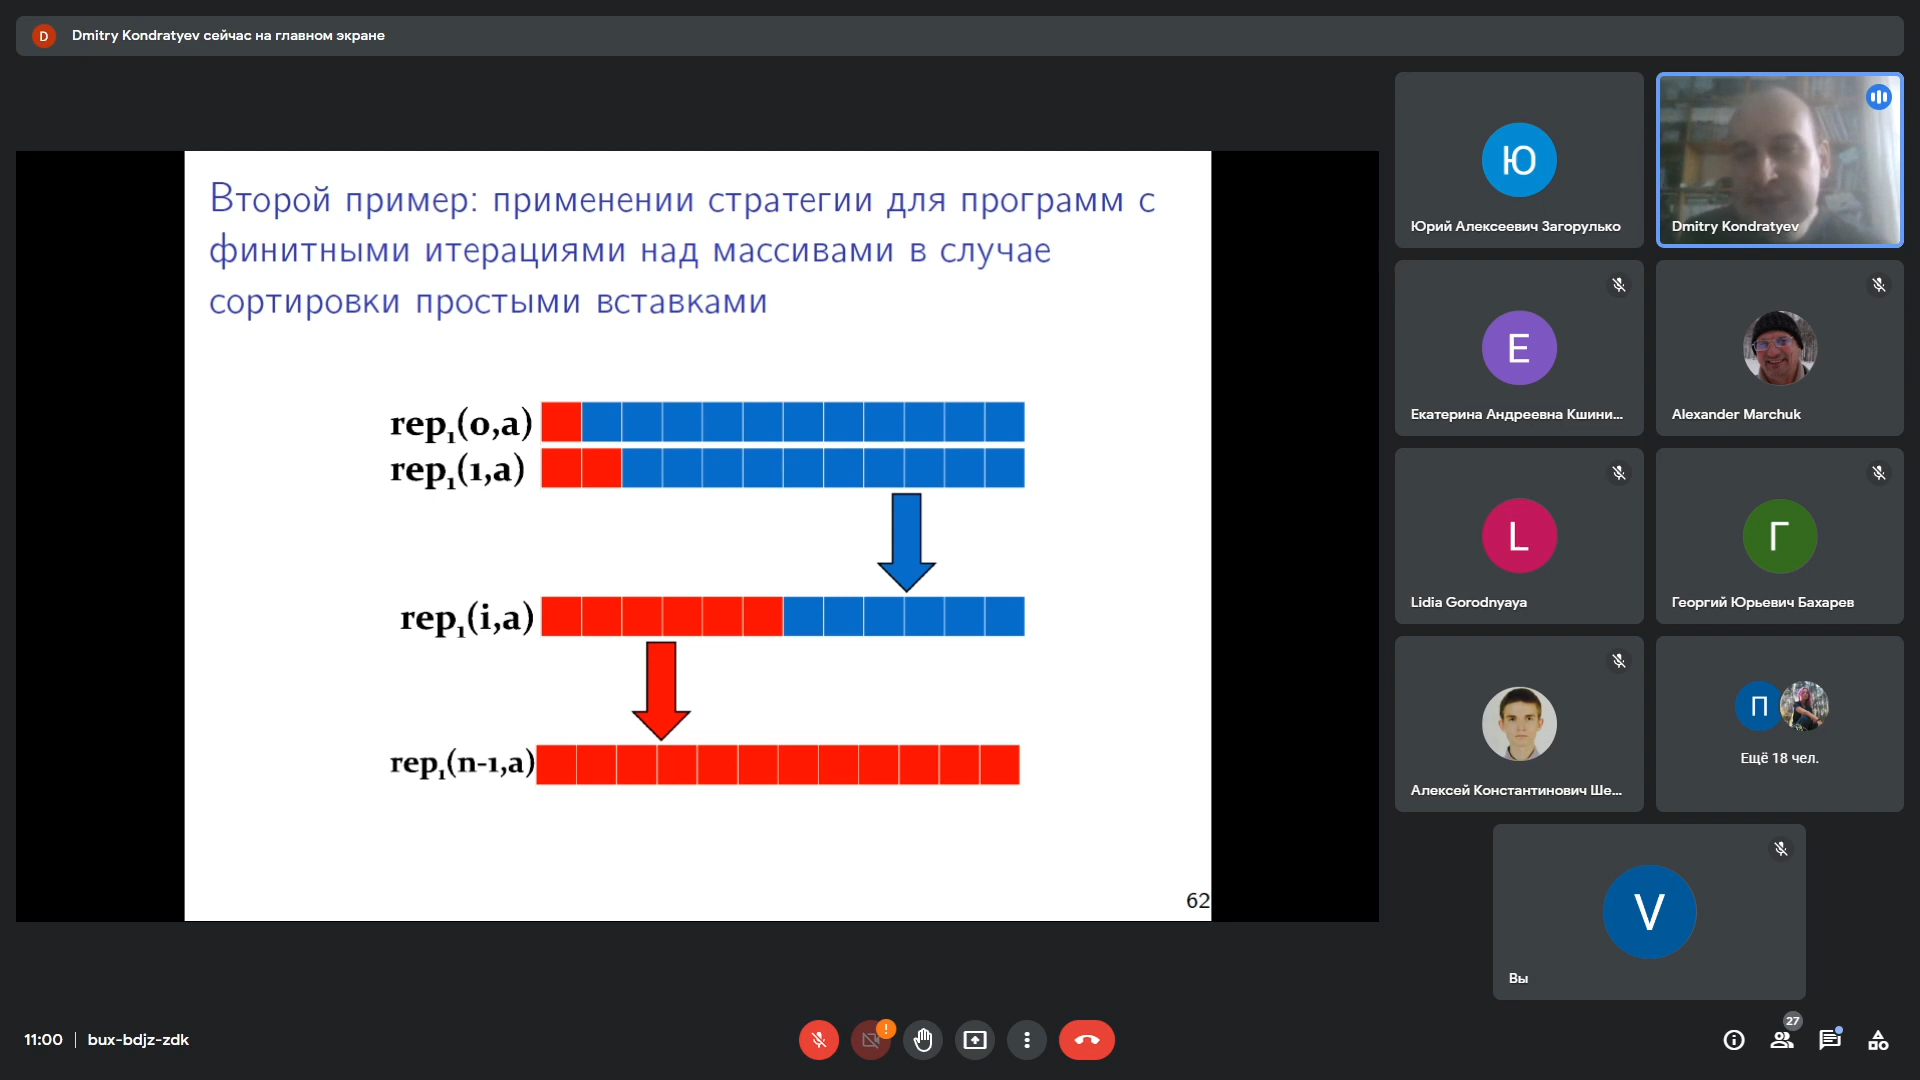 D
Dmitry Kondratyev сейчас на главном экране
Второй пример: применении стратегии для программ с
финитными итерациями над массивами в случае
сортировки простыми вставками
rep₁(0,a)
rep₁(1,a)
rep₁(i,a)
rep₁(n-1,a)
62
Ю
Юрий Алексеевич Загорулько
Dmitry Kondratyev
Е
Екатерина Андреевна Кшини...
Alexander Marchuk
L
Lidia Gorodnyaya
Г
Георгий Юрьевич Бахарев
Алексей Константинович Ше...
П
Ещё 18 чел.
V
Вы
11:00 | bux-bdjz-zdk
!
27